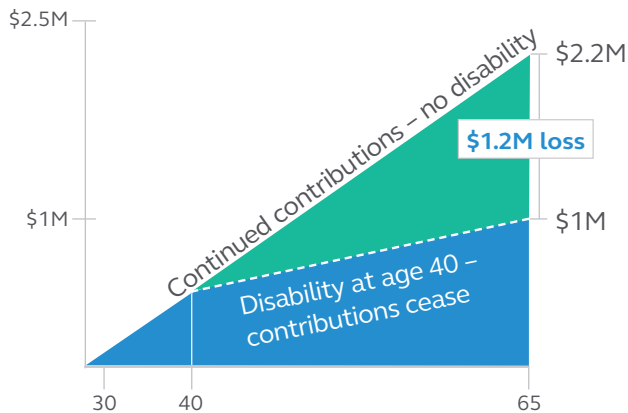 $2.5M
Continued contributions – no disability
$2.2M
$1.2M loss
$1M
$1M
Disability at age 40 –
contributions cease
30
40
65